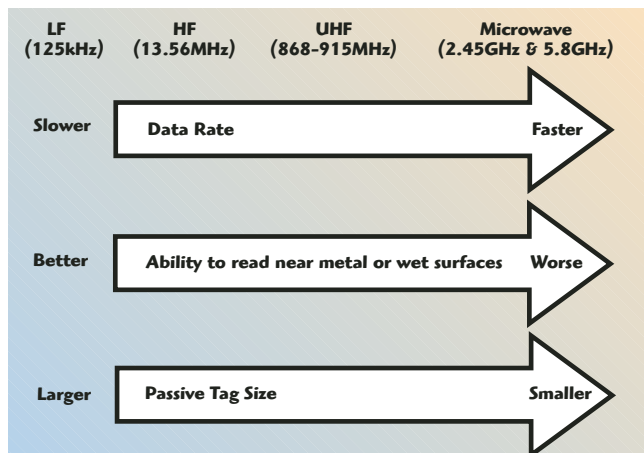 LF HF UHF Microwave
(125kHz) (13.56MHz) (868-915MHz) (2.45GHz & 5.8GHz)
Slower Data Rate Faster
Better Ability to read near metal or wet surfaces Worse
Larger Passive Tag Size Smaller